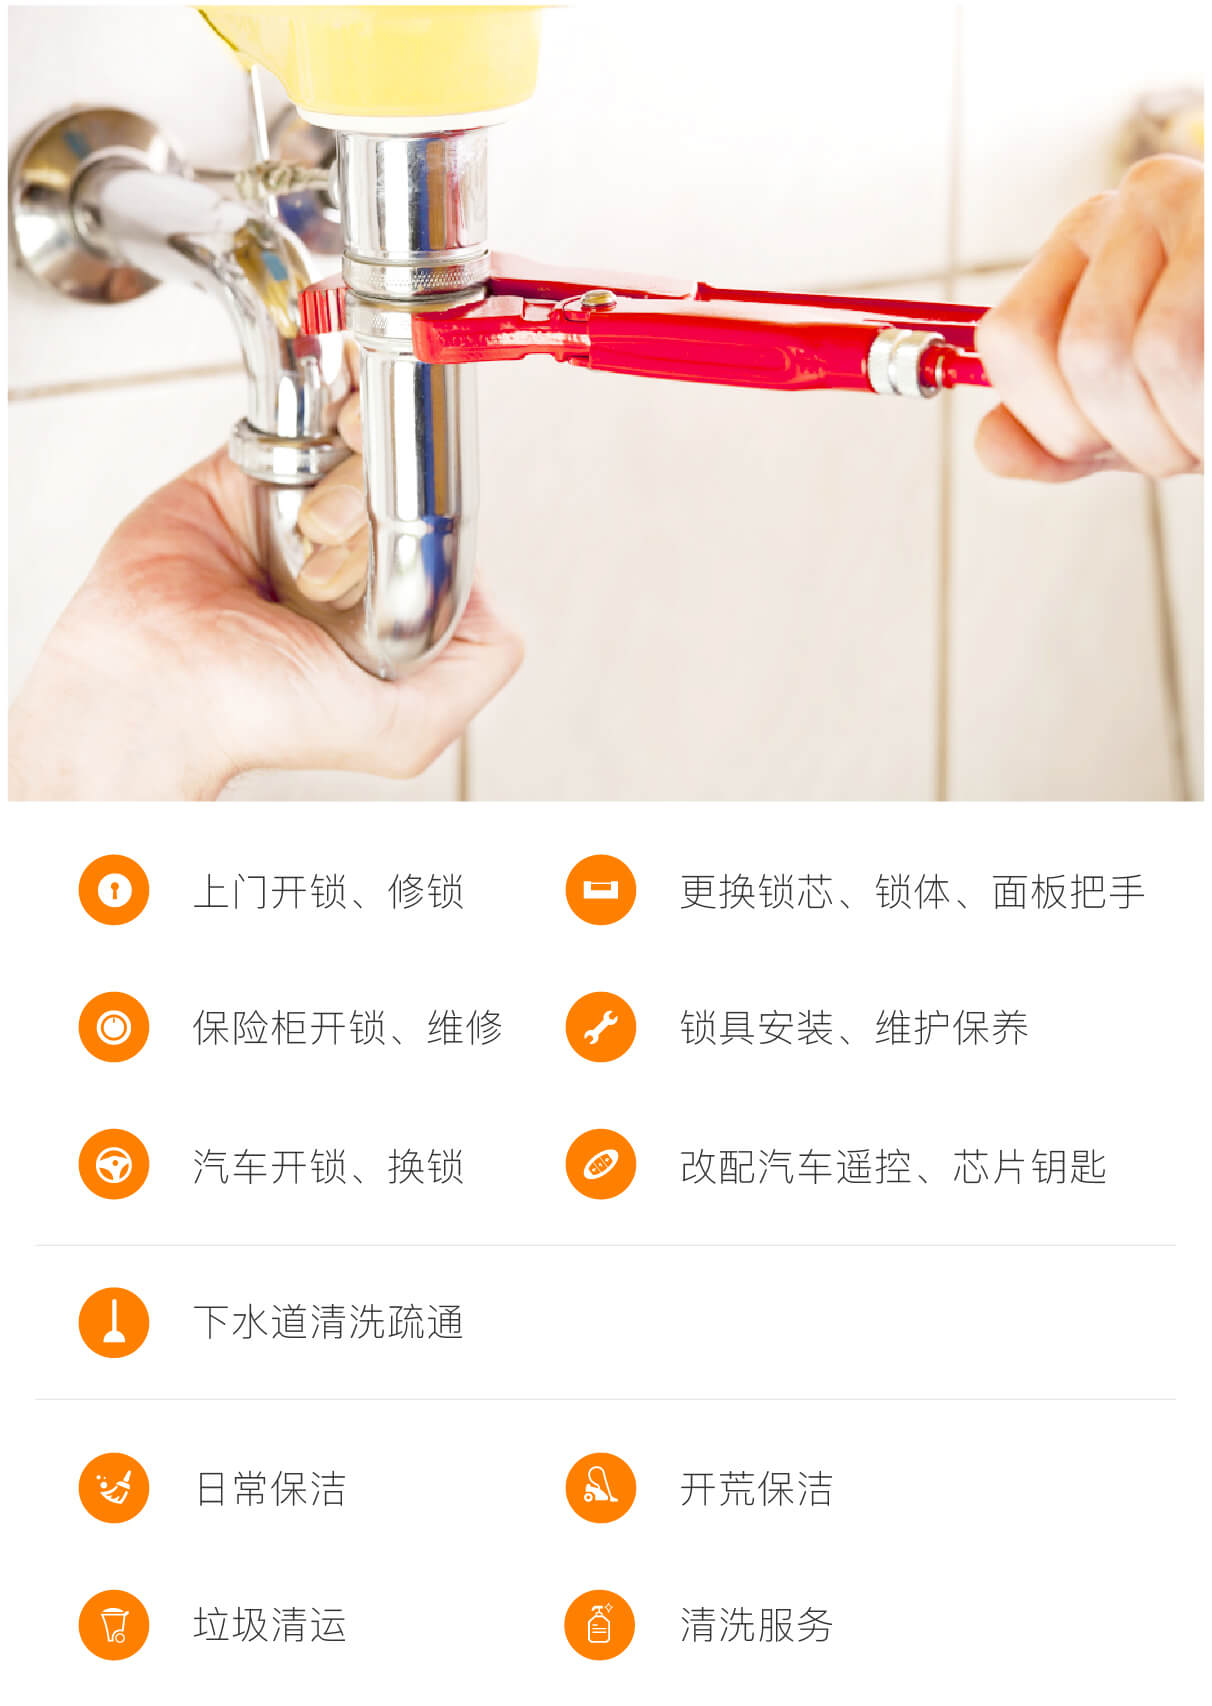 上门开锁、修锁
更换锁芯、锁体、面板把手
保险柜开锁、维修
锁具安装、维护保养
汽车开锁、换锁
改配汽车遥控、芯片钥匙
下水道清洗疏通
日常保洁
开荒保洁
垃圾清运
清洗服务